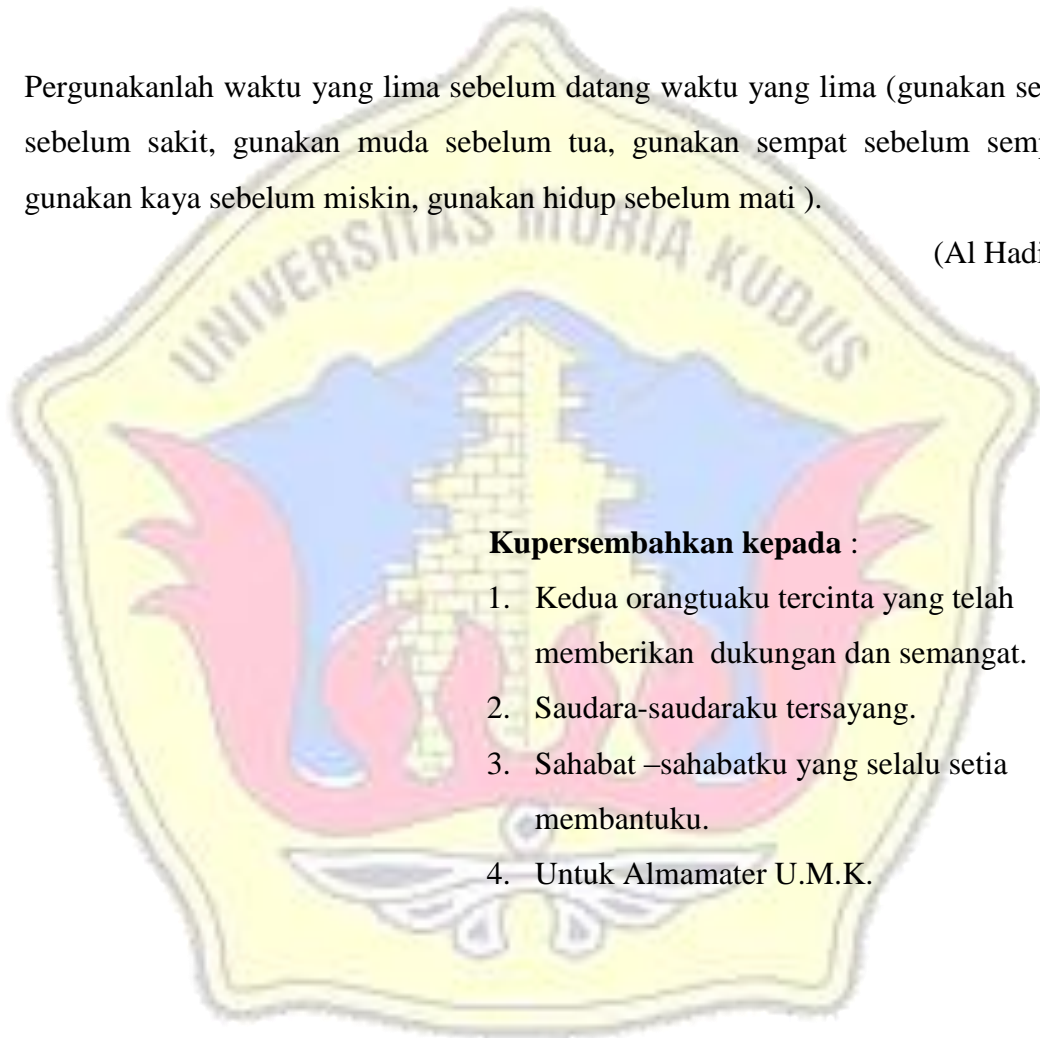 Pergunakanlah waktu yang lima sebelum datang waktu yang lima (gunakan
sebelum sakit, gunakan muda sebelum tua, gunakan sempat sebelum
gunakan kaya sebelum miskin, gunakan hidup sebelum mati ).
(Al
UNIVERSITAS MURIA KUDUS
Kupersembahkan kepada :
1. Kedua orangtuaku tercinta yang telah
memberikan dukungan dan semangat.
2. Saudara-saudaraku tersayang.
3. Sahabat –sahabatku yang selalu setia
membantuku.
4. Untuk Almamater U.M.K.